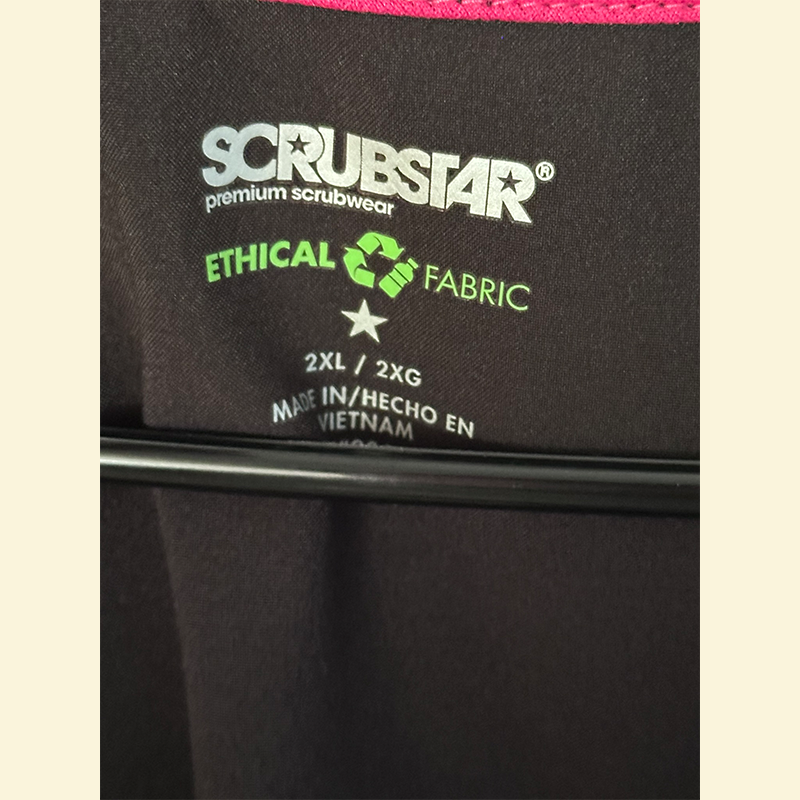 SCRUBSTAR®
premium scrubwear
ETHICAL FABRIC
2XL / 2XG
MADE IN/HECHO EN
VIETNAM